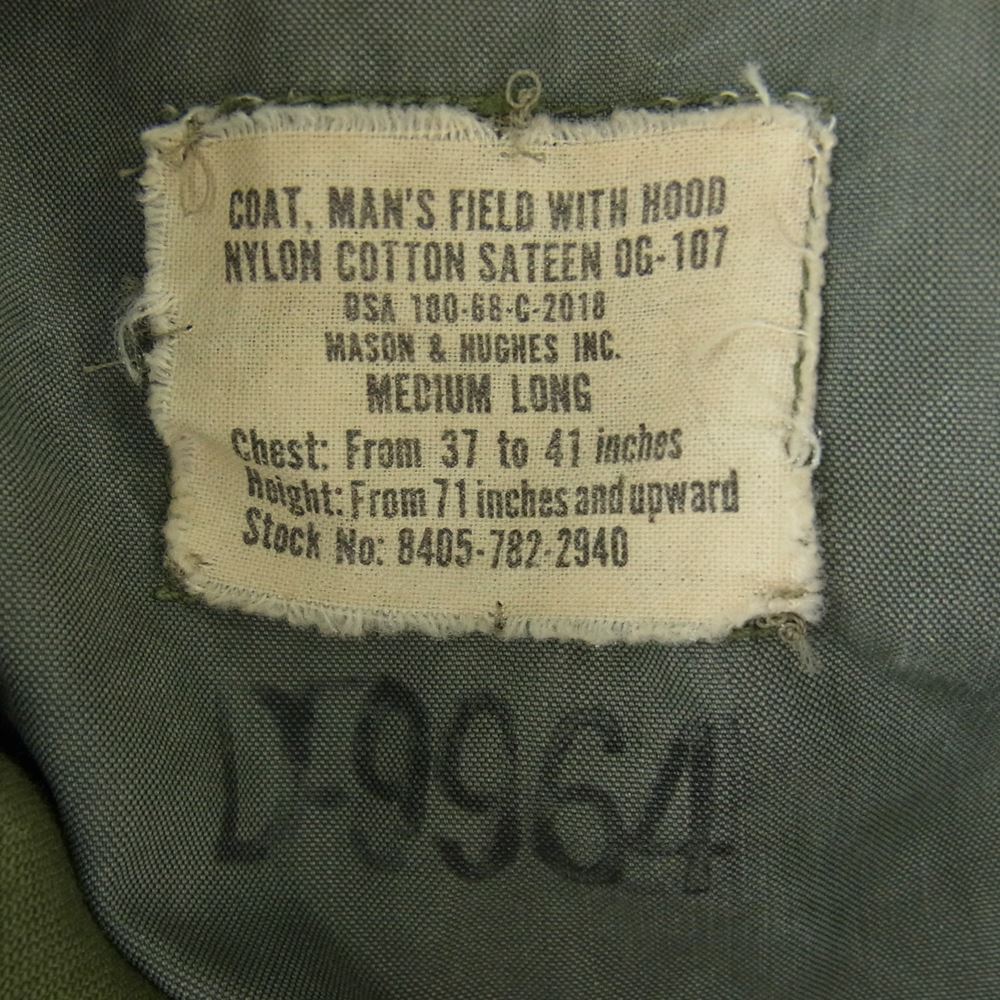 COAT, MAN'S FIELD WITH HOOD
NYLON COTTON SATEEN OG-107
DSA 100-68-C-2018
MASON & HUGHES INC.
MEDIUM LONG
Chest: From 37 to 41 inches
Height: From 71 inches and upward
Stock No: 8405-782-2940
9964